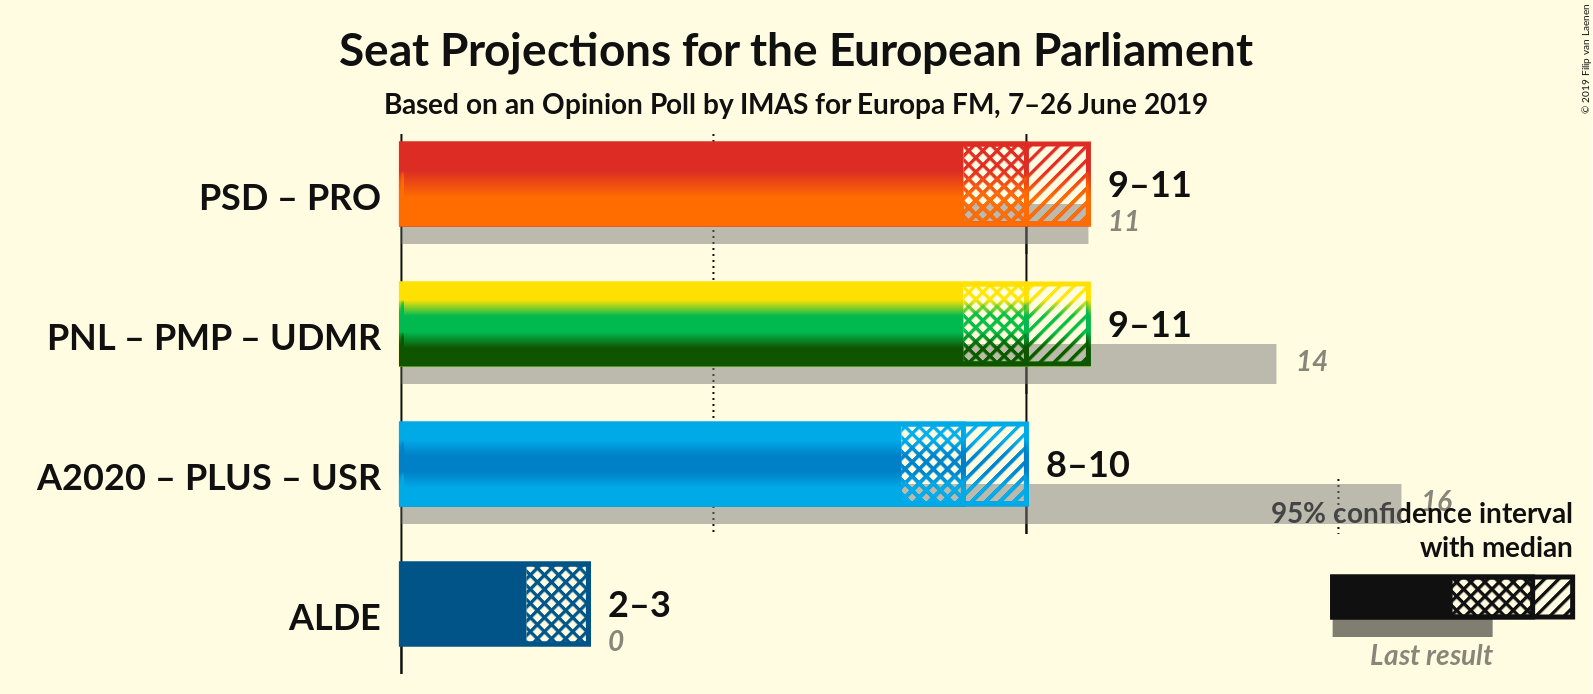 Seat Projections for the European Parliament
Based on an Opinion Poll by IMAS for Europa FM, 7–26 June 2019
© 2019 Filip van Laenen
PSD – PRO
9–11
11
PNL – PMP – UDMR
9–11
14
A2020 – PLUS – USR
8–10
16
95% confidence interval
with median
ALDE
2–3
0
Last result